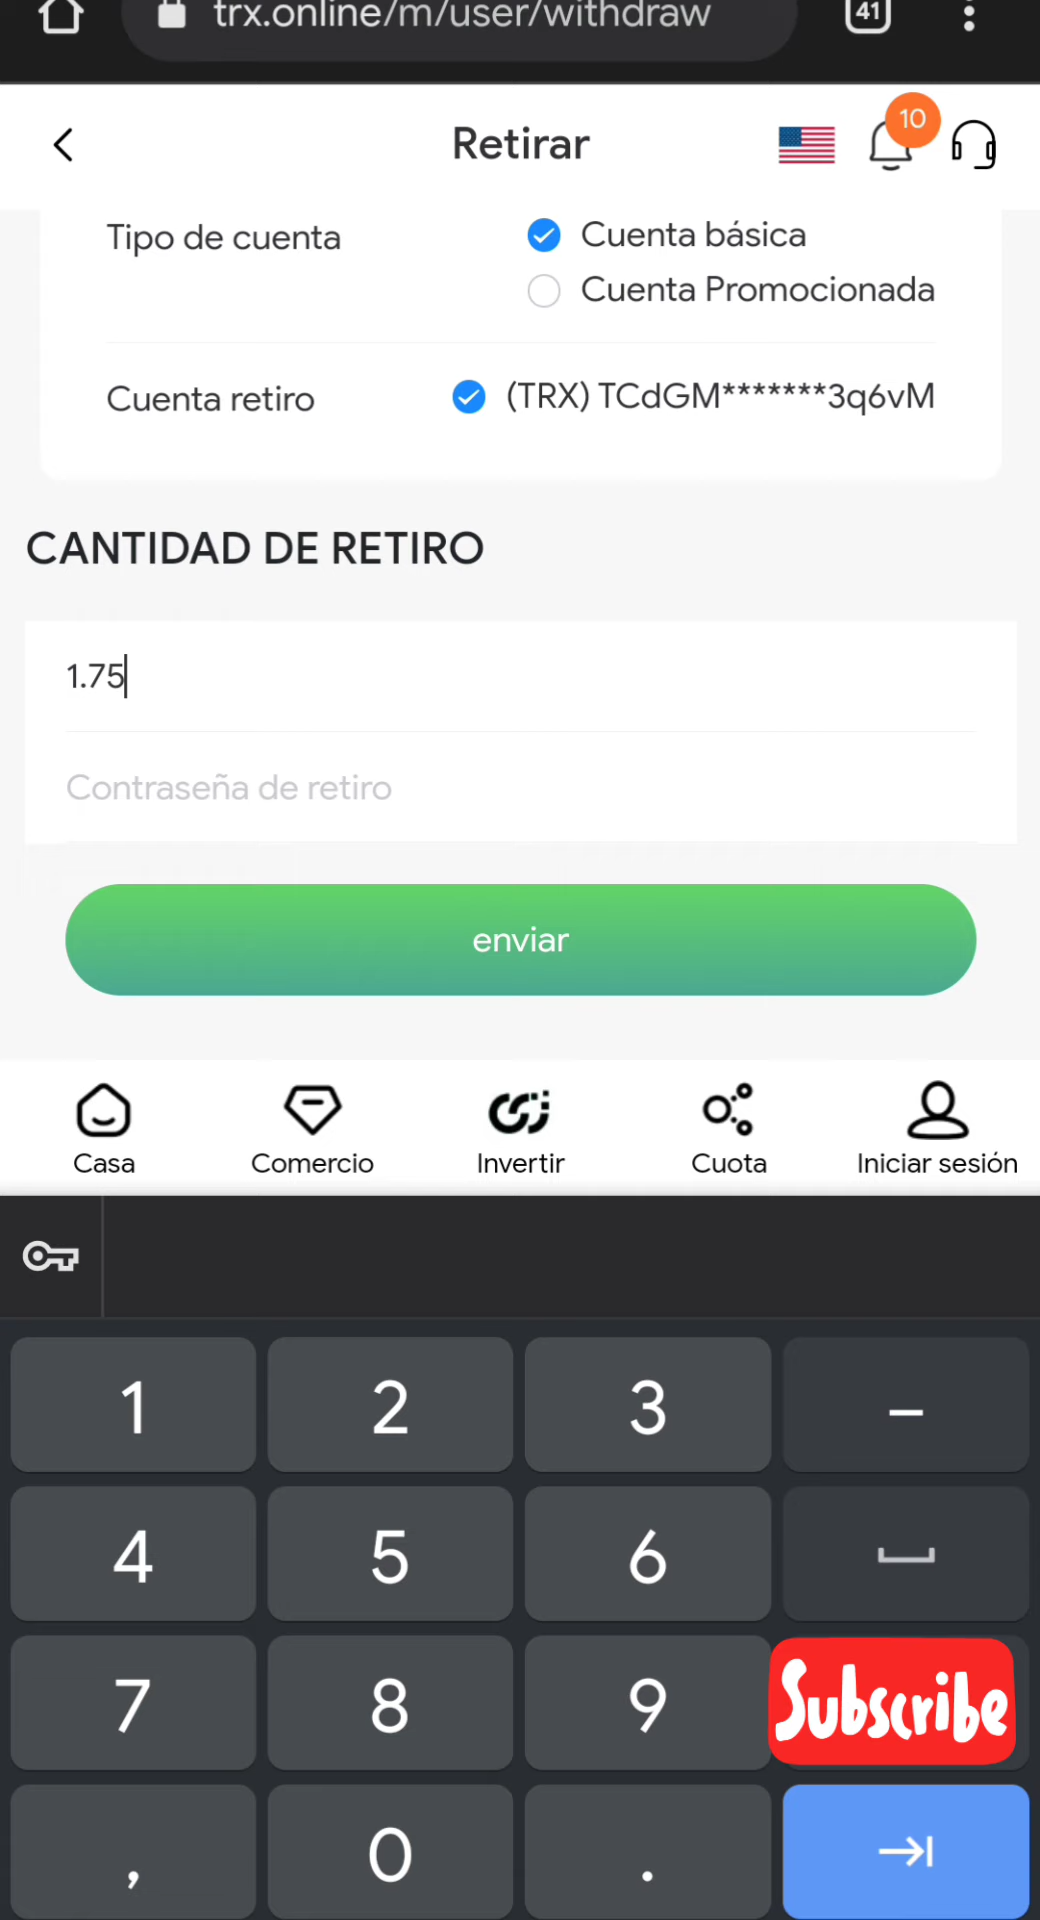 trx.online/m/user/withdraw
41
Retirar
10
Tipo de cuenta
Cuenta básica
Cuenta Promocionada
Cuenta retiro
(TRX) TCdGM*******3q6vM
CANTIDAD DE RETIRO
1.75
Contraseña de retiro
enviar
Casa Comercio Invertir Cuota Iniciar sesión
1 2 3 –
4 5 6
7 8 9 Subscribe
, 0 .